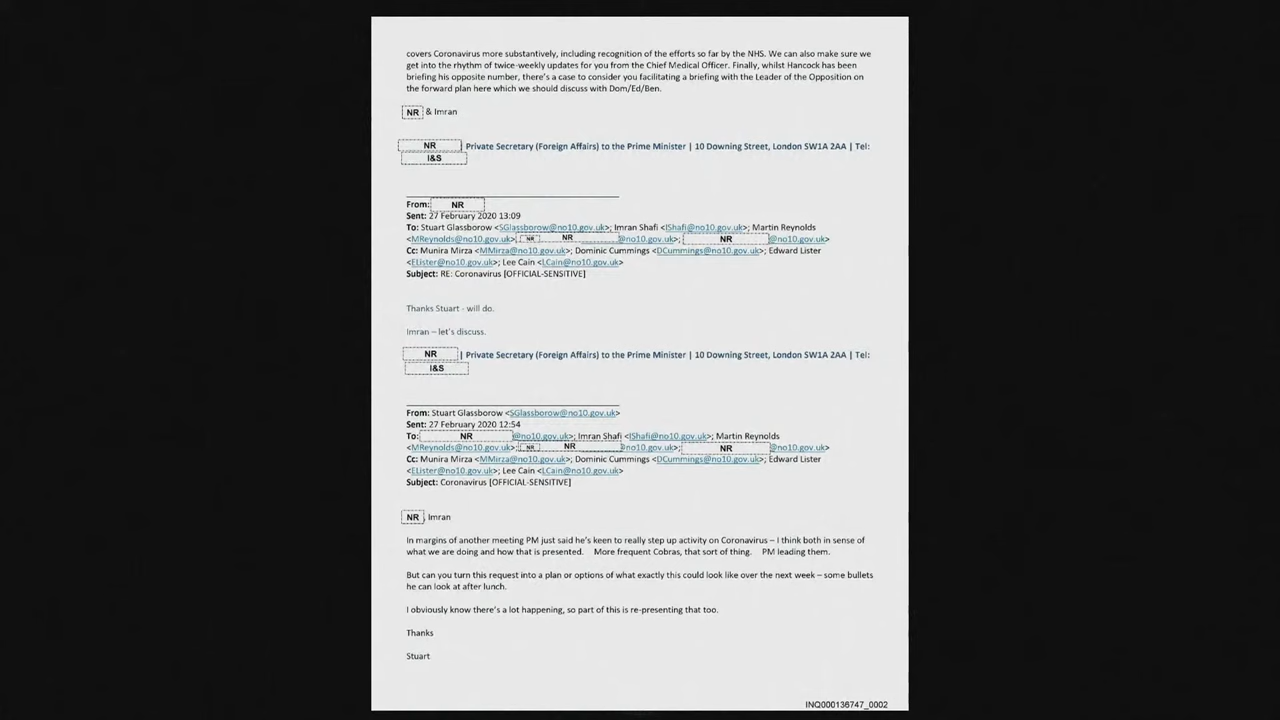 covers Coronavirus more substantively, including recognition of the efforts so far by the NHS. We can also make sure we
get into the rhythm of twice-weekly updates for you from the Chief Medical Officer. Finally, whilst Hancock has been
briefing his opposite number, there's a case to consider you facilitating a briefing with the Leader of the Opposition on
the forward plan here which we should discuss with Dom/Ed/Ben.
NR & Imran
NR | Private Secretary (Foreign Affairs) to the Prime Minister | 10 Downing Street, London SW1A 2AA | Tel:
I&S
From: NR
Sent: 27 February 2020 13:09
To: Stuart Glassborow <SGlassborow@no10.gov.uk>; Imran Shafi <IShafi@no10.gov.uk>; Martin Reynolds
<MReynolds@no10.gov.uk>; NR NR @no10.gov.uk>; NR @no10.gov.uk>
Cc: Munira Mirza <MMirza@no10.gov.uk>; Dominic Cummings <DCummings@no10.gov.uk>; Edward Lister
<ELister@no10.gov.uk>; Lee Cain <LCain@no10.gov.uk>
Subject: RE: Coronavirus [OFFICIAL-SENSITIVE]
Thanks Stuart - will do.
Imran – let's discuss.
NR | Private Secretary (Foreign Affairs) to the Prime Minister | 10 Downing Street, London SW1A 2AA | Tel:
I&S
From: Stuart Glassborow <SGlassborow@no10.gov.uk>
Sent: 27 February 2020 12:54
To: NR @no10.gov.uk>; Imran Shafi <IShafi@no10.gov.uk>; Martin Reynolds
<MReynolds@no10.gov.uk>; NR NR @no10.gov.uk>; NR @no10.gov.uk>
Cc: Munira Mirza <MMirza@no10.gov.uk>; Dominic Cummings <DCummings@no10.gov.uk>; Edward Lister
<ELister@no10.gov.uk>; Lee Cain <LCain@no10.gov.uk>
Subject: Coronavirus [OFFICIAL-SENSITIVE]
NR, Imran
In margins of another meeting PM just said he's keen to really step up activity on Coronavirus – I think both in sense of
what we are doing and how that is presented. More frequent Cobras, that sort of thing. PM leading them.
But can you turn this request into a plan or options of what exactly this could look like over the next week – some bullets
he can look at after lunch.
I obviously know there's a lot happening, so part of this is re-presenting that too.
Thanks
Stuart
INQ000136747_0002